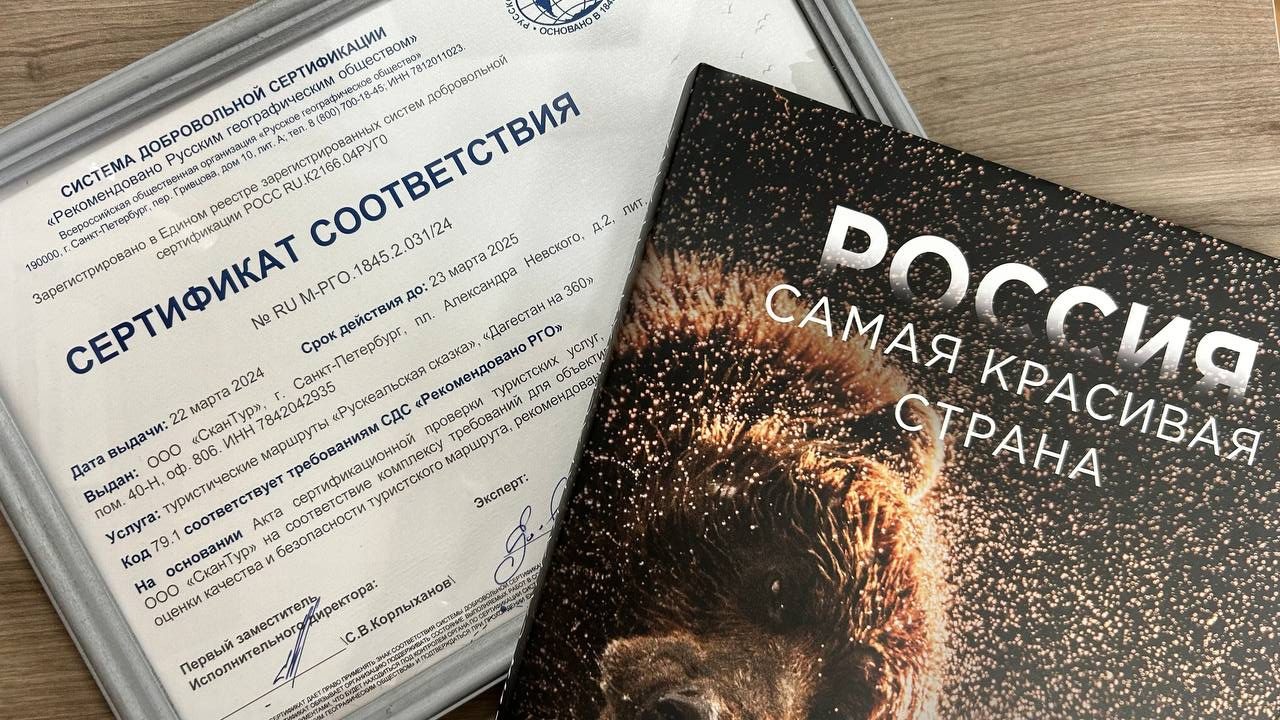 РУССК
• ОСНОВАНО В 184
СИСТЕМА ДОБРОВОЛЬНОЙ СЕРТИФИКАЦИИ
«Рекомендовано Русским географическим обществом»
Всероссийская общественная организация «Русское географическое общество»
190000, г. Санкт-Петербург, пер. Гривцова, дом 10, лит. А; тел. 8 (800)-700-18-45; ИНН 7812011023.
Зарегистрировано в Едином реестре зарегистрированных систем добровольной
сертификации РОСС RU.К2166.04РУГ0
СЕРТИФИКАТ СООТВЕТСТВИЯ
№ RU М-РГО.1845.2.031/24
Срок действия до: 23 марта 2025
Дата выдачи: 22 марта 2024
Выдан: ООО «СканТур», г. Санкт-Петербург, пл. Александра Невского, д.2, лит.
пом. 40-Н, оф. 806. ИНН 7842042935
Услуга: туристические маршруты «Рускеальская сказка», «Дагестан на 360»
Код 79.1 соответствует требованиям СДС «Рекомендовано РГО»
На основании Акта сертификационной проверки туристских услуг,
ООО «СканТур» на соответствие комплексу требований для
оценки качества и безопасности туристского маршрута,
Эксперт:
Первый заместитель
Исполнительного директора:
\С.В.Корлыханов\
РОССИЯ
САМАЯ КРАСИВАЯ
СТРАНА